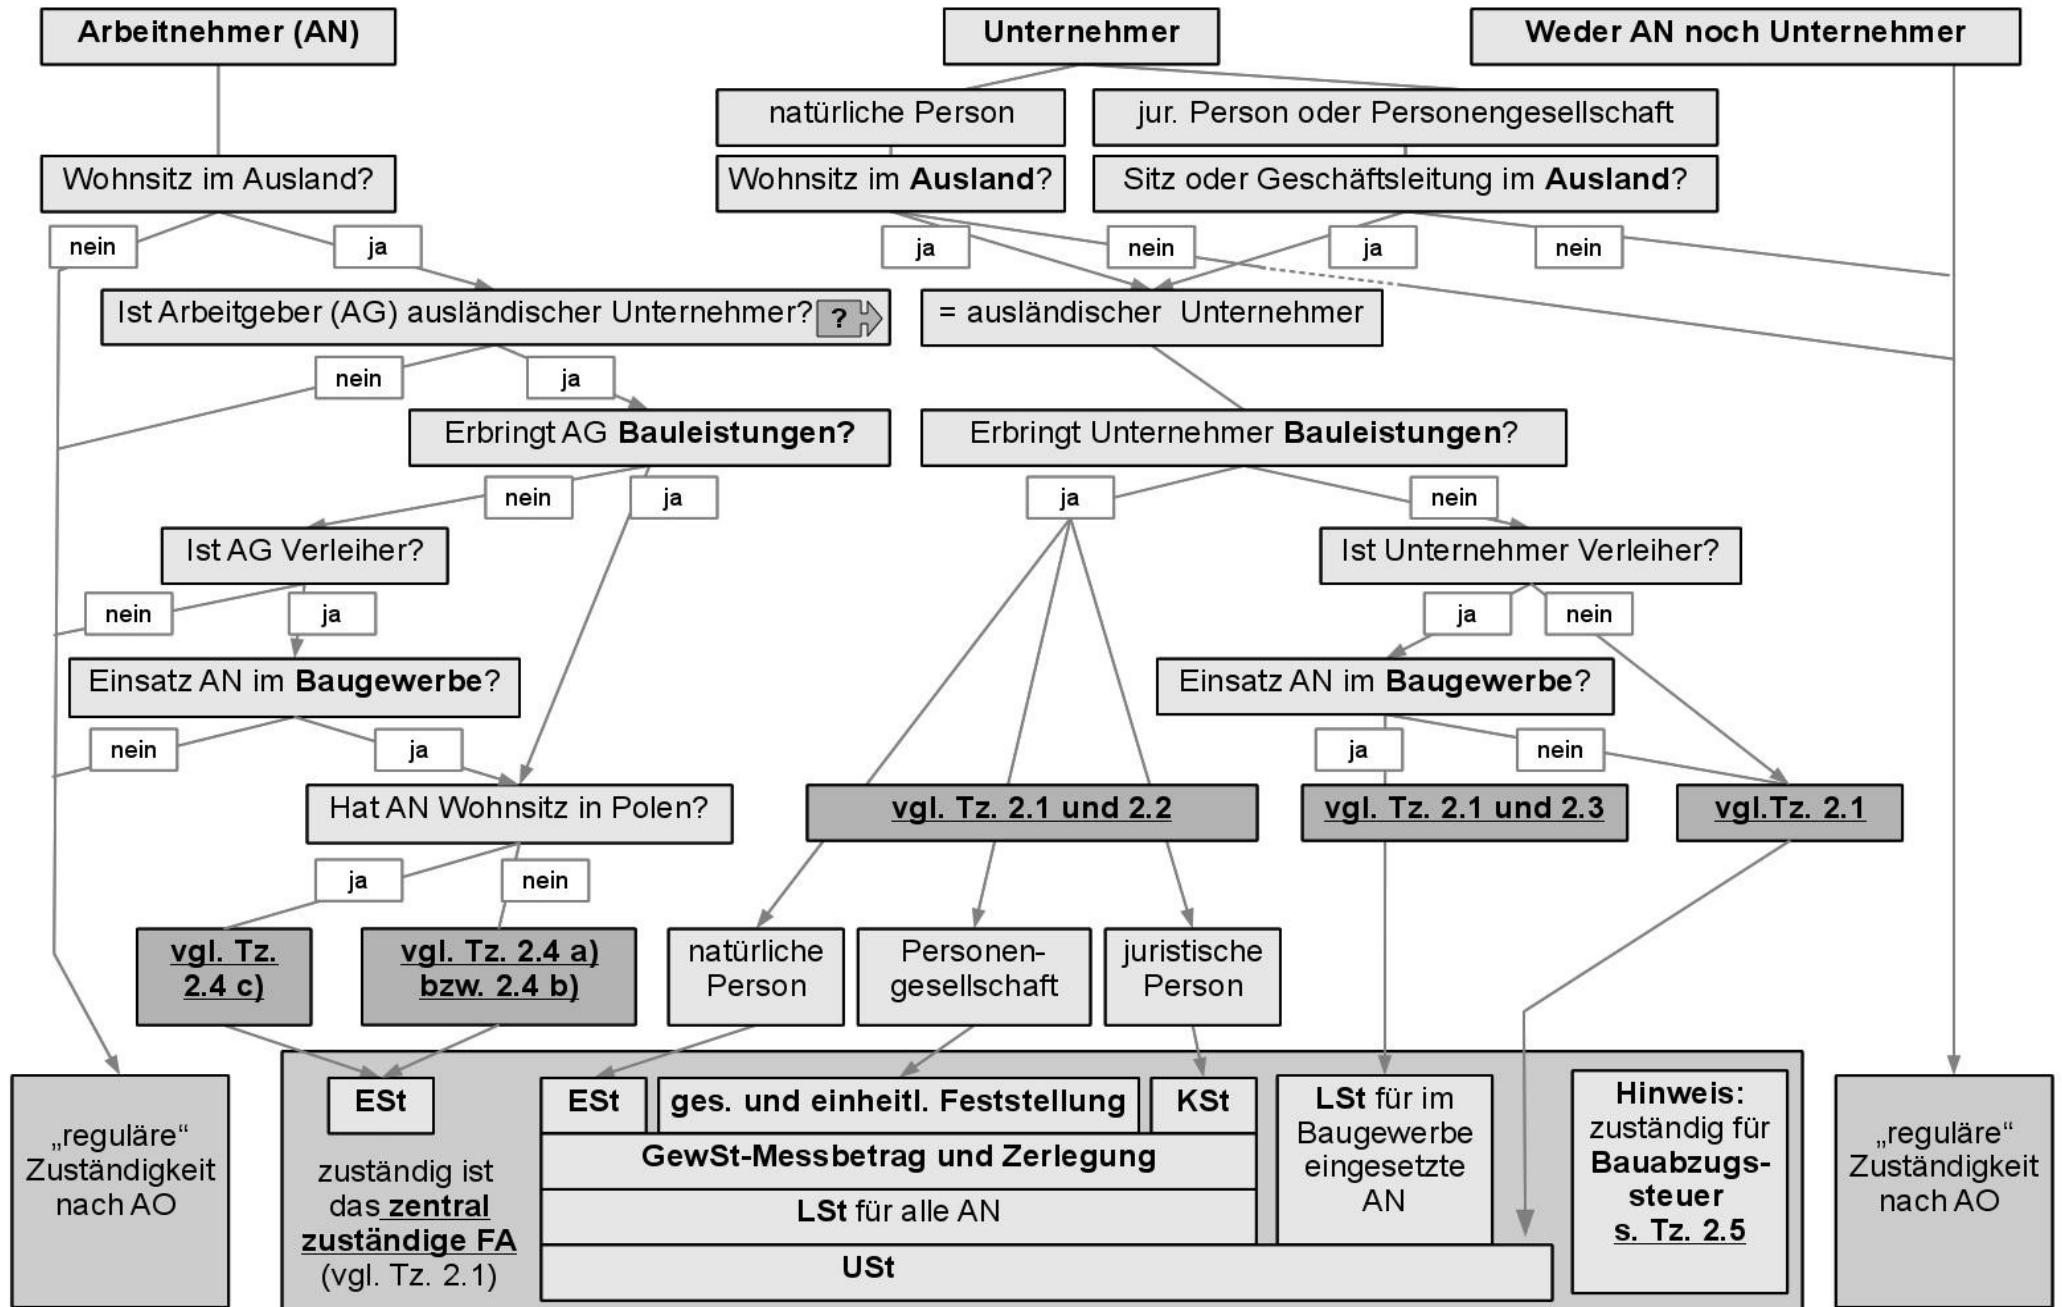 Arbeitnehmer (AN)
Unternehmer
Weder AN noch Unternehmer
natürliche Person
jur. Person oder Personengesellschaft
Wohnsitz im Ausland?
Wohnsitz im Ausland?
Sitz oder Geschäftsleitung im Ausland?
nein
ja
ja
nein
ja
nein
Ist Arbeitgeber (AG) ausländischer Unternehmer? ?
= ausländischer Unternehmer
nein
ja
Erbringt AG Bauleistungen?
Erbringt Unternehmer Bauleistungen?
nein
ja
ja
nein
Ist AG Verleiher?
Ist Unternehmer Verleiher?
nein
ja
ja
nein
Einsatz AN im Baugewerbe?
Einsatz AN im Baugewerbe?
nein
ja
ja
nein
Hat AN Wohnsitz in Polen?
vgl. Tz. 2.1 und 2.2
vgl. Tz. 2.1 und 2.3
vgl.Tz. 2.1
ja
nein
vgl. Tz.
2.4 c)
vgl. Tz. 2.4 a)
bzw. 2.4 b)
natürliche
Person
Personen-
gesellschaft
juristische
Person
„reguläre“
Zuständigkeit
nach AO
ESt
zuständig ist
das zentral
zuständige FA
(vgl. Tz. 2.1)
ESt
ges. und einheitl. Feststellung
KSt
GewSt-Messbetrag und Zerlegung
LSt für alle AN
USt
LSt für im
Baugewerbe
eingesetzte
AN
Hinweis:
zuständig für
Bauabzugs-
steuer
s. Tz. 2.5
„reguläre“
Zuständigkeit
nach AO